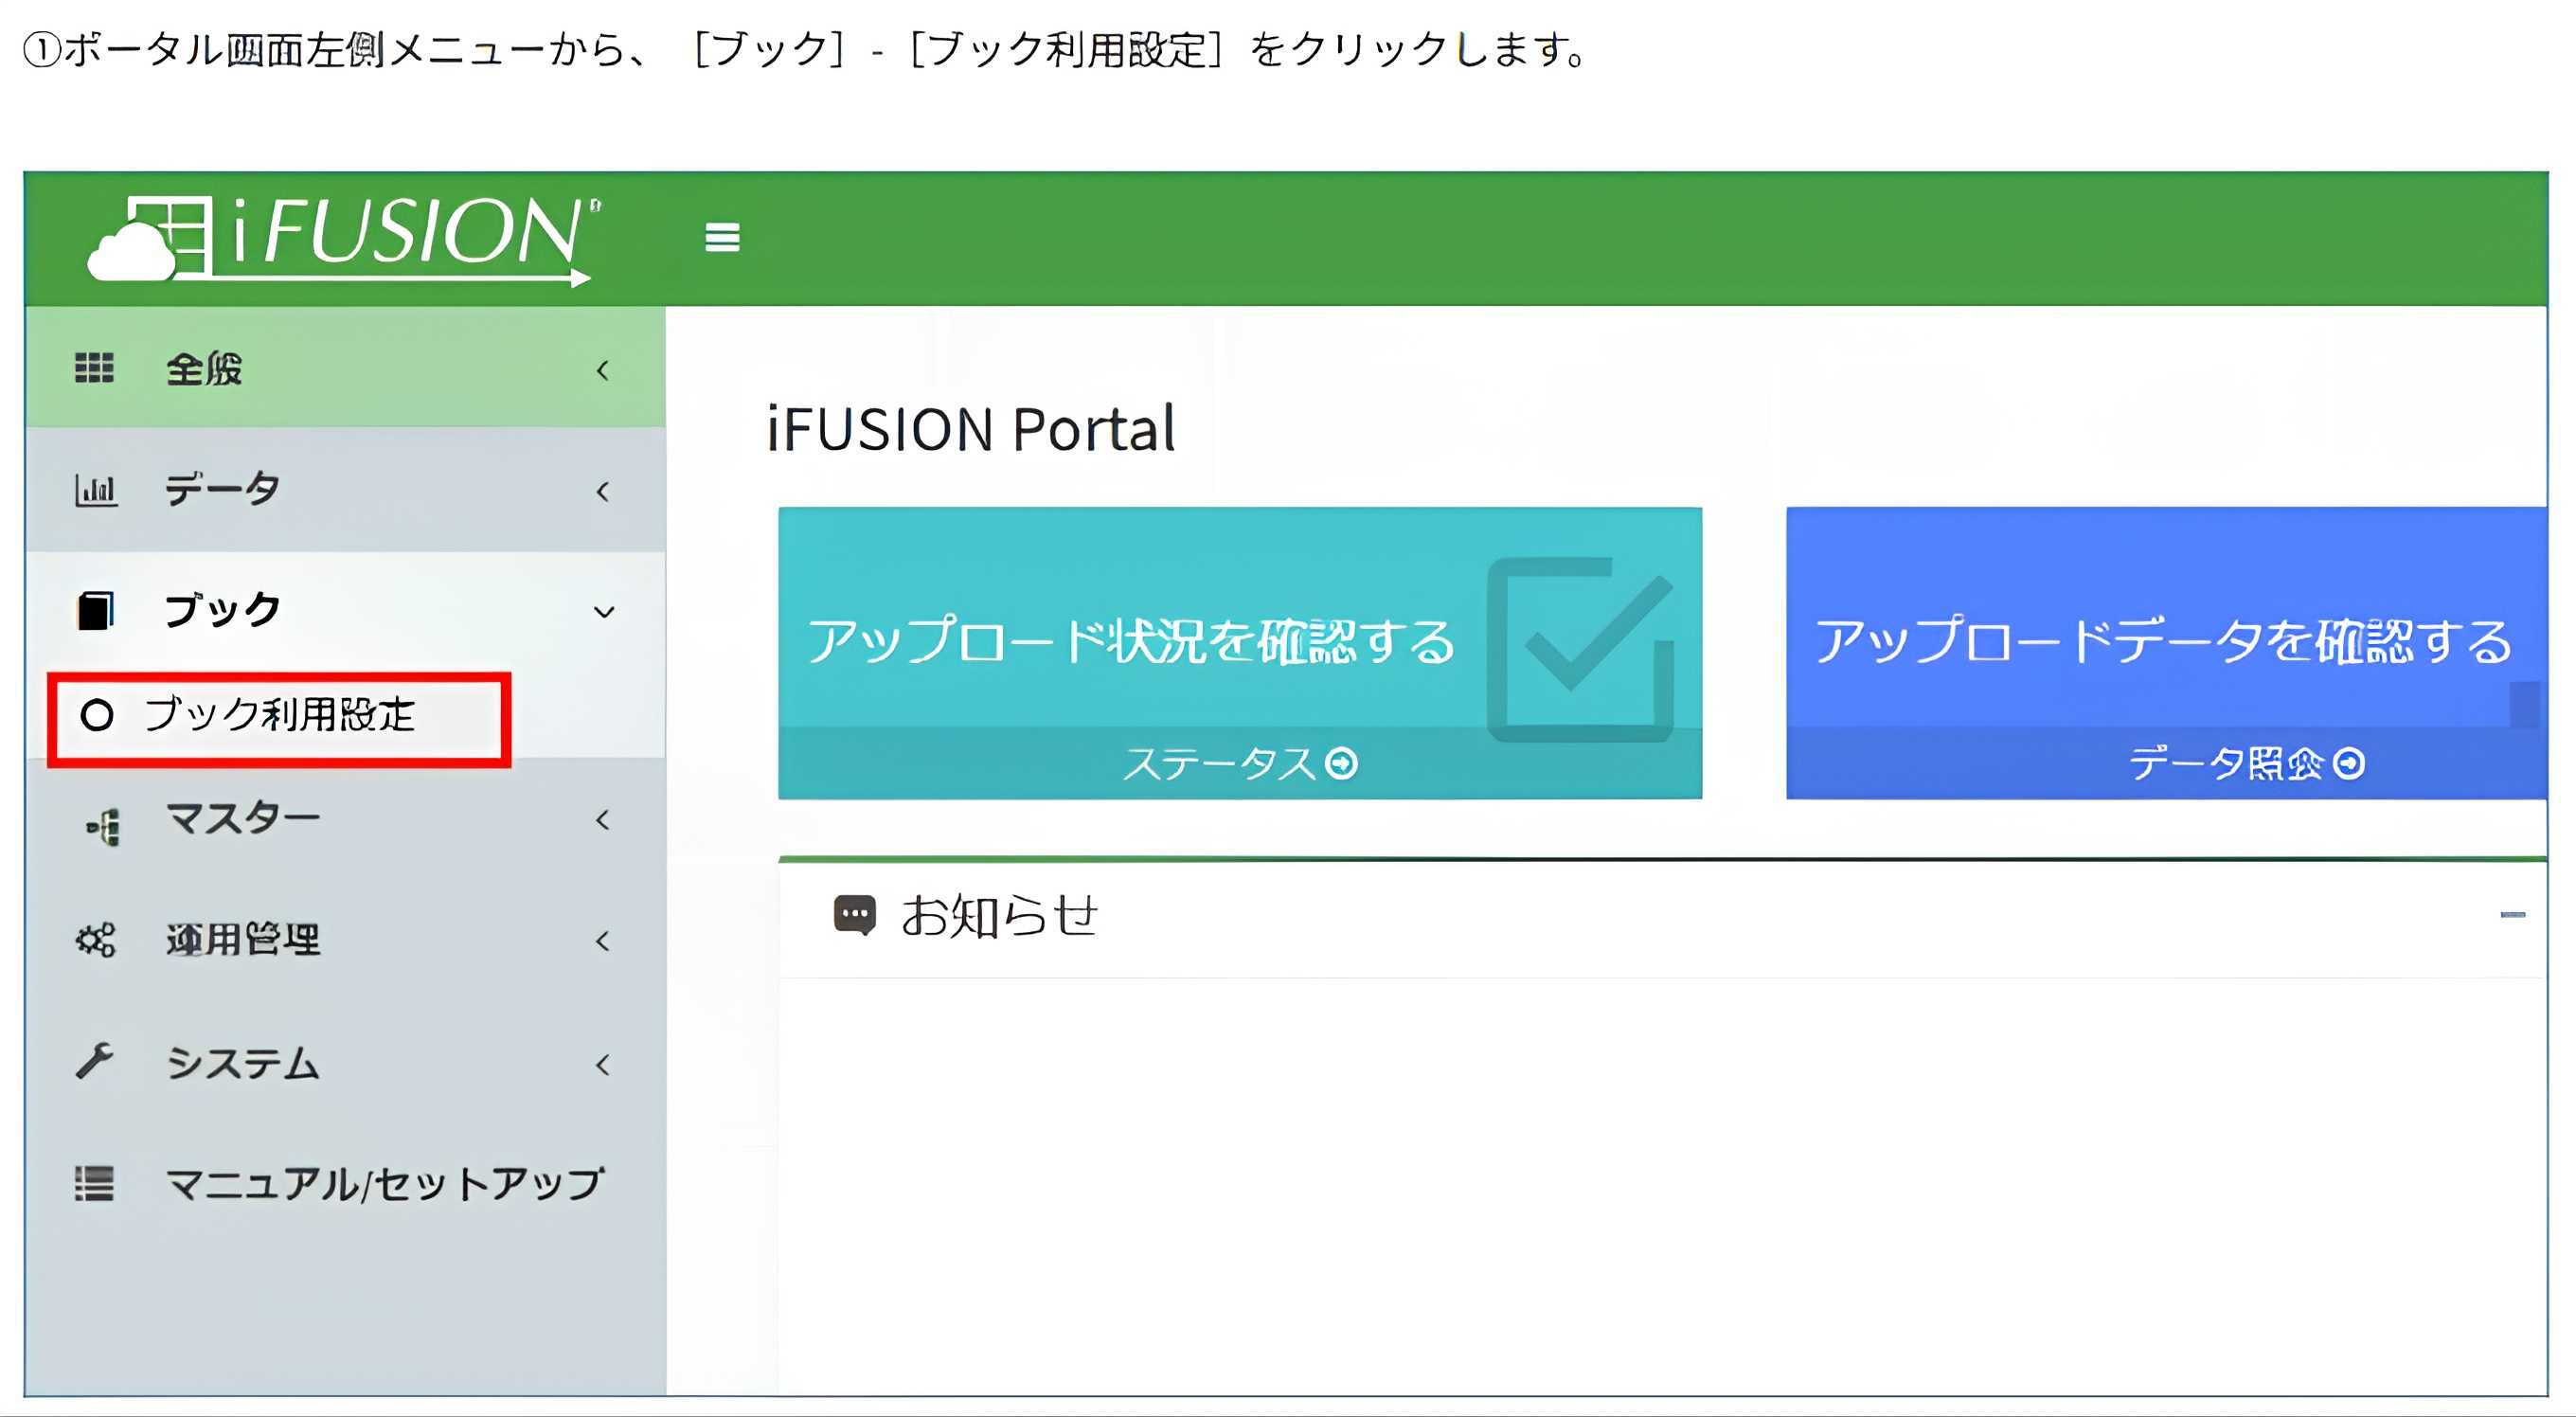 ①ポータル画面左側メニューから、［ブック］-［ブック利用設定］をクリックします。
iFUSION
全般
データ
ブック
ブック利用設定
マスター
運用管理
システム
マニュアル/セットアップ
iFUSION Portal
アップロード状況を確認する
ステータス
アップロードデータを確認する
データ照会
お知らせ